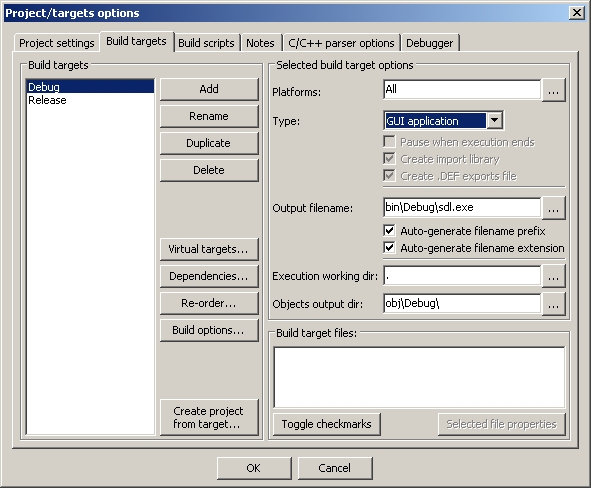 Project/targets options
Project settings
Build targets
Build scripts
Notes
C/C++ parser options
Debugger
Build targets
Debug
Release
Add
Rename
Duplicate
Delete
Virtual targets...
Dependencies...
Re-order...
Build options...
Create project
from target...
Selected build target options
Platforms:
All
...
Type:
GUI application
Pause when execution ends
Create import library
Create .DEF exports file
Output filename:
bin\Debug\sdl.exe
...
Auto-generate filename prefix
Auto-generate filename extension
Execution working dir:
.
...
Objects output dir:
obj\Debug\
...
Build target files:
Toggle checkmarks
Selected file properties
OK
Cancel